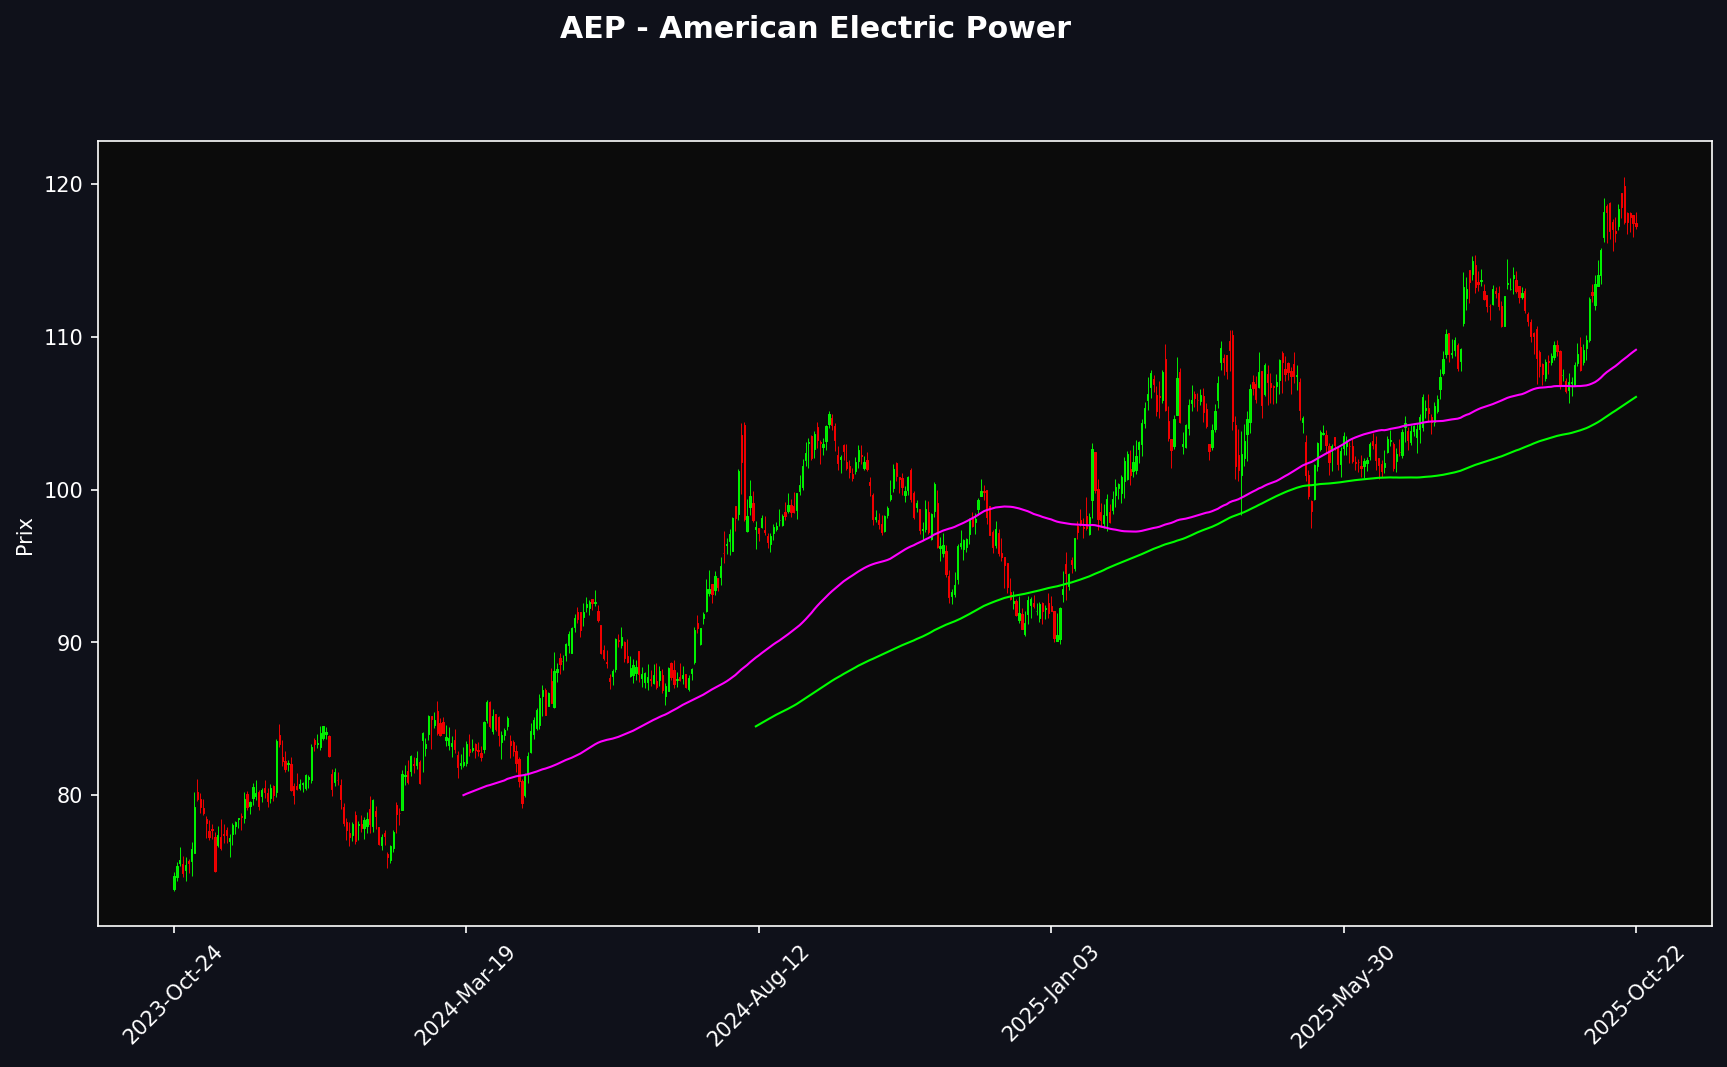 AEP - American Electric Power
Prix
120
110
100
90
80
2023-Oct-24
2024-Mar-19
2024-Aug-12
2025-Jan-03
2025-May-30
2025-Oct-22